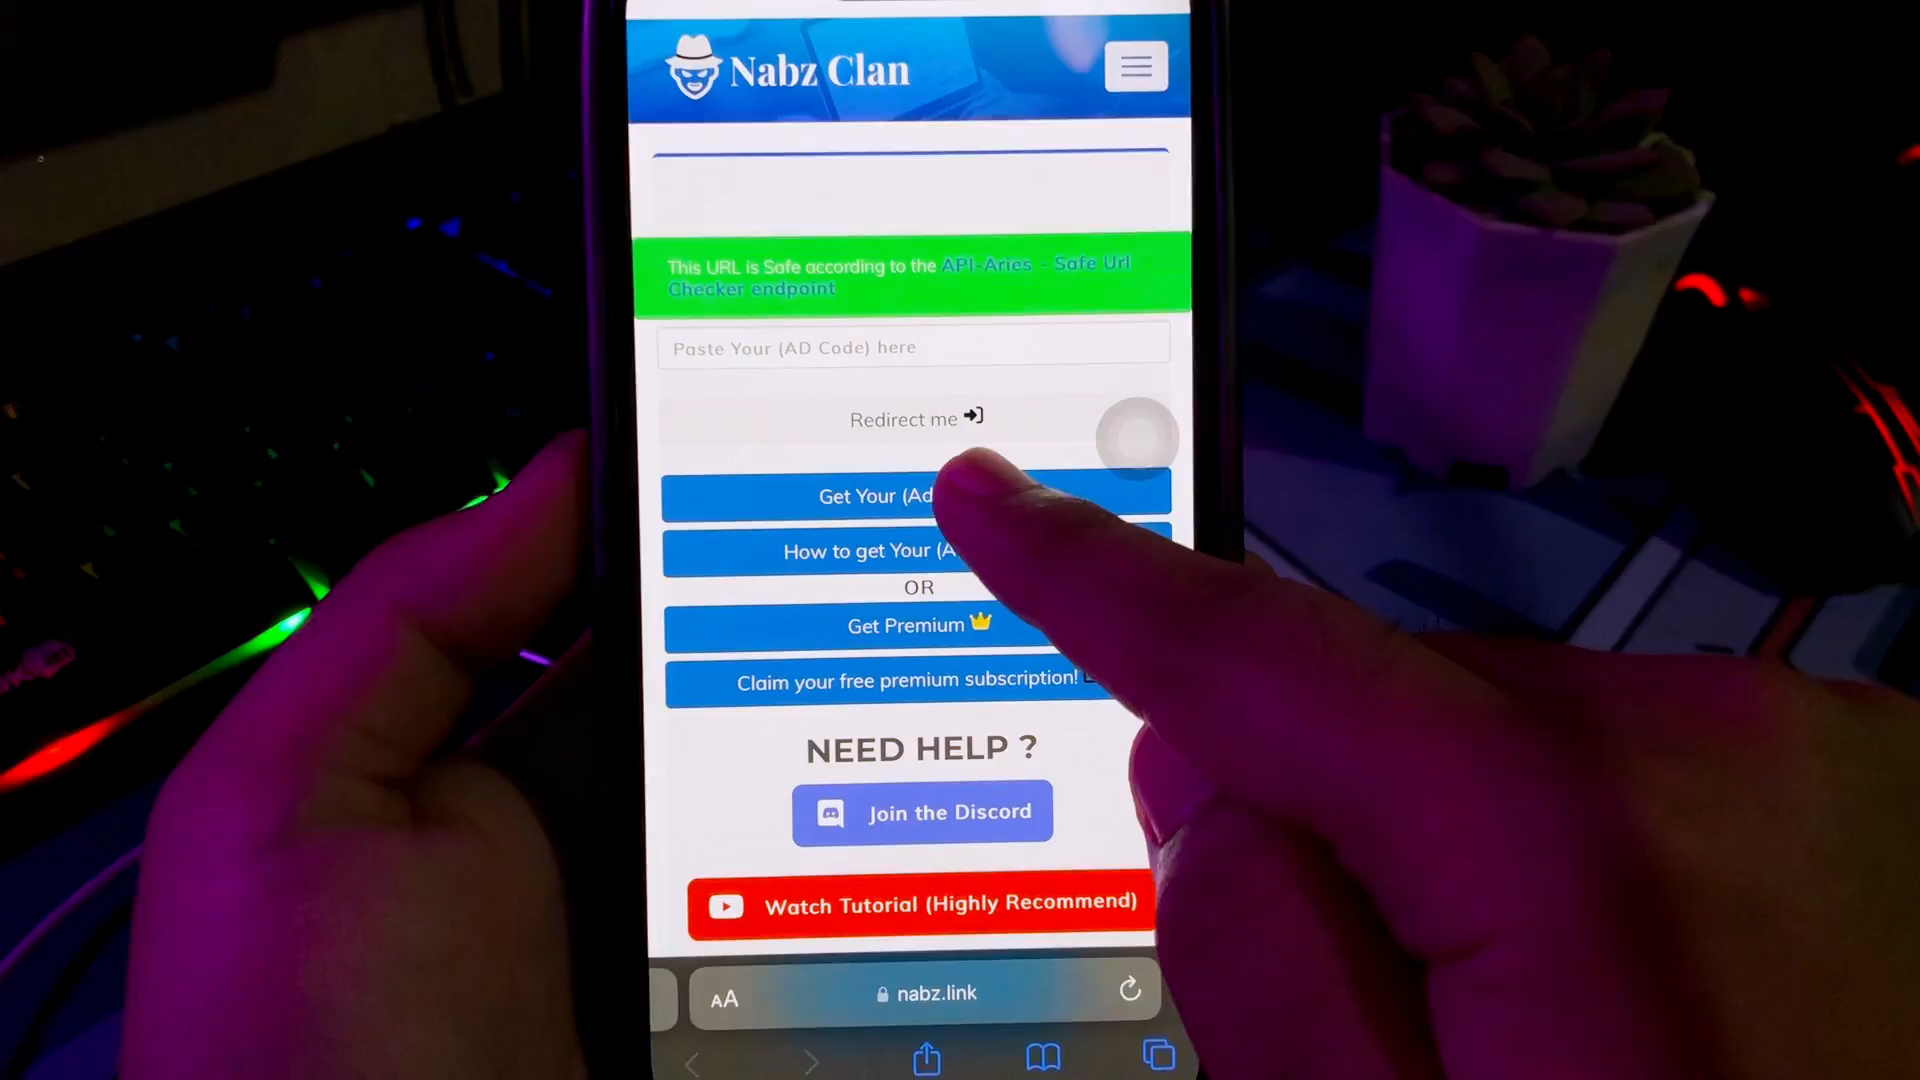 Nabz Clan
This URL is Safe according to the API-Aries - Safe Url
Checker endpoint
Paste Your (AD Code) here
Redirect me
Get Your (Ad
How to get Your (A
OR
Get Premium
Claim your free premium subscription!
NEED HELP ?
Join the Discord
Watch Tutorial (Highly Recommend)
AA
nabz.link